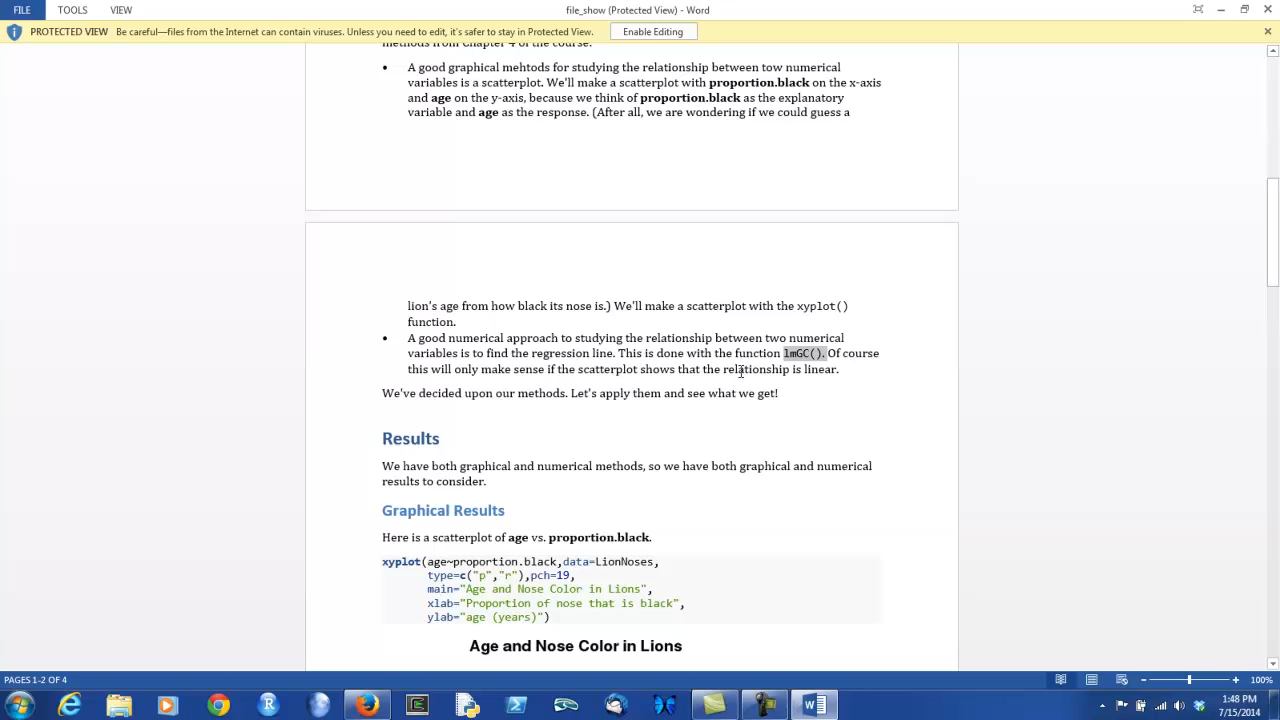 FILE TOOLS VIEW
file_show (Protected View) - Word
PROTECTED VIEW Be careful—files from the Internet can contain viruses. Unless you need to edit, it's safer to stay in Protected View. Enable Editing
methods from Chapter 4 of the course.
• A good graphical mehtods for studying the relationship between tow numerical
variables is a scatterplot. We'll make a scatterplot with proportion.black on the x-axis
and age on the y-axis, because we think of proportion.black as the explanatory
variable and age as the response. (After all, we are wondering if we could guess a
lion's age from how black its nose is.) We'll make a scatterplot with the xyplot()
function.
• A good numerical approach to studying the relationship between two numerical
variables is to find the regression line. This is done with the function lmGC(). Of course
this will only make sense if the scatterplot shows that the relationship is linear.
We've decided upon our methods. Let's apply them and see what we get!
Results
We have both graphical and numerical methods, so we have both graphical and numerical
results to consider.
Graphical Results
Here is a scatterplot of age vs. proportion.black.
xyplot(age~proportion.black,data=LionNoses,
type=c("p","r"),pch=19,
main="Age and Nose Color in Lions",
xlab="Proportion of nose that is black",
ylab="age (years)")
Age and Nose Color in Lions
PAGES 1-2 OF 4
100%
1:48 PM
7/15/2014